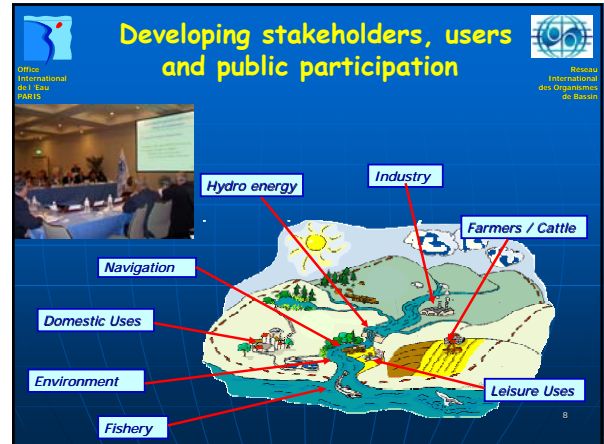 Developing stakeholders, users
and public participation
Office
International
de l 'Eau
PARIS
Réseau
International
des Organismes
de Bassin
Hydro energy
Industry
Farmers / Cattle
Navigation
Domestic Uses
Environment
Leisure Uses
Fishery
8